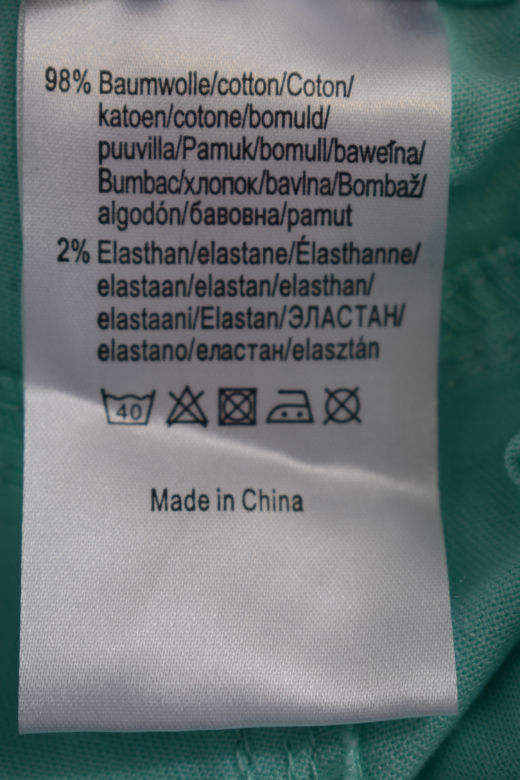 98% Baumwolle/cotton/Coton/
katoen/cotone/bomuld/
puuvilla/Pamuk/bomull/bawełna/
Bumbac/хлопок/bavlna/Bombaž/
algodón/бавовна/pamut
2% Elasthan/elastane/Élasthanne/
elastaan/elastan/elasthan/
elastaani/Elastan/ЭЛАСТАН/
elastano/еластан/elasztán
40
Made in China